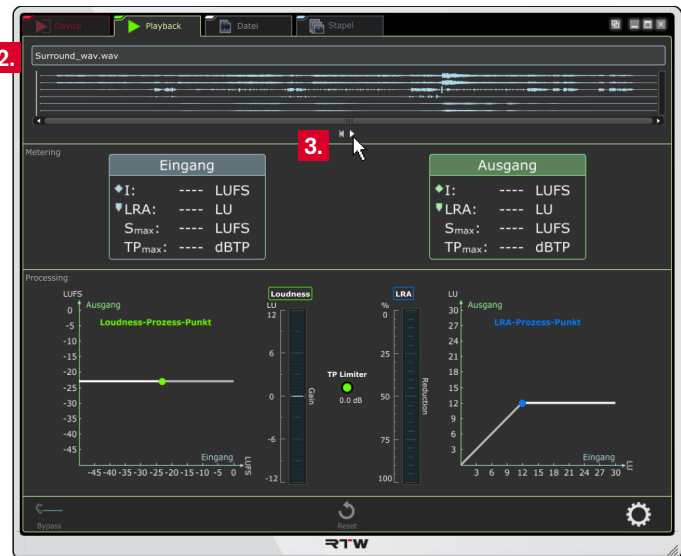 Device Playback Datei Stapel
2.
Surround_wav.wav
3.
Metering
Eingang
I: ---- LUFS
LRA: ---- LU
Smax: ---- LUFS
TPmax: ---- dBTP
Ausgang
I: ---- LUFS
LRA: ---- LU
Smax: ---- LUFS
TPmax: ---- dBTP
Processing
LUFS
Ausgang
Loudness-Prozess-Punkt
0
-5
-10
-15
-20
-25
-30
-35
-40
-45
Eingang
LUFS
-45 -40 -35 -30 -25 -20 -15 -10 -5 0
Loudness
LU
12
6
0
-6
-12
Gain
TP Limiter
0.0 dB
LRA
%
0
25
50
75
100
Reduction
LU
Ausgang
LRA-Prozess-Punkt
30
27
24
21
18
15
12
9
6
3
Eingang
LU
3 6 9 12 15 18 21 24 27 30
Bypass
Reset
RTW